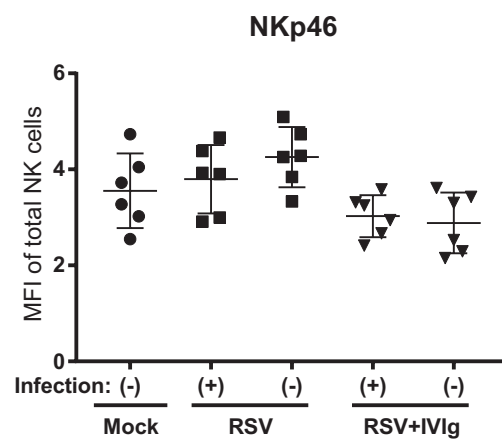 NKp46
MFI of total NK cells
6
4
2
0
Infection: (-) (+) (-) (+) (-)
Mock RSV RSV+IVIg